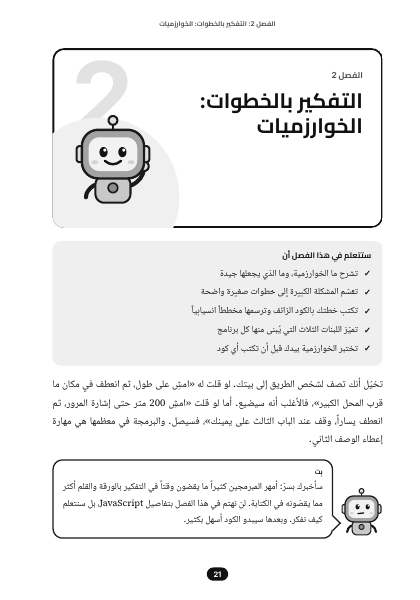 الفصل 2: التفكير بالخطوات: الخوارزميات
2
الفصل 2
التفكير بالخطوات:
الخوارزميات
ستتعلم في هذا الفصل أن
✓ تشرح ما الخوارزمية، وما الذي يجعلها جيدة
✓ تقسّم المشكلة الكبيرة إلى خطوات صغيرة واضحة
✓ تكتب خطتك بالكود الزائف وترسمها مخططاً انسيابياً
✓ تميّز اللبنات الثلاث التي يُبنى منها كل برنامج
✓ تختبر الخوارزمية بيدك قبل أن تكتب أي كود
تخيّل أنك تصف لشخص الطريق إلى بيتك. لو قلت له «امشِ على طول، ثم انعطف في مكان ما
قرب المحل الكبير»، فالأغلب أنه سيضيع. أما لو قلت «امشِ 200 متر حتى إشارة المرور، ثم
انعطف يساراً، وقف عند الباب الثالث على يمينك»، فسيصل. والبرمجة في معظمها هي مهارة
إعطاء الوصف الثاني.
بِت
سأخبرك بسرّ: أمهر المبرمجين كثيراً ما يقضون وقتاً في التفكير بالورقة والقلم أكثر
مما يقضونه في الكتابة. لن نهتم في هذا الفصل بتفاصيل JavaScript بل سنتعلم
كيف نفكر. وبعدها سيبدو الكود أسهل بكثير.
21